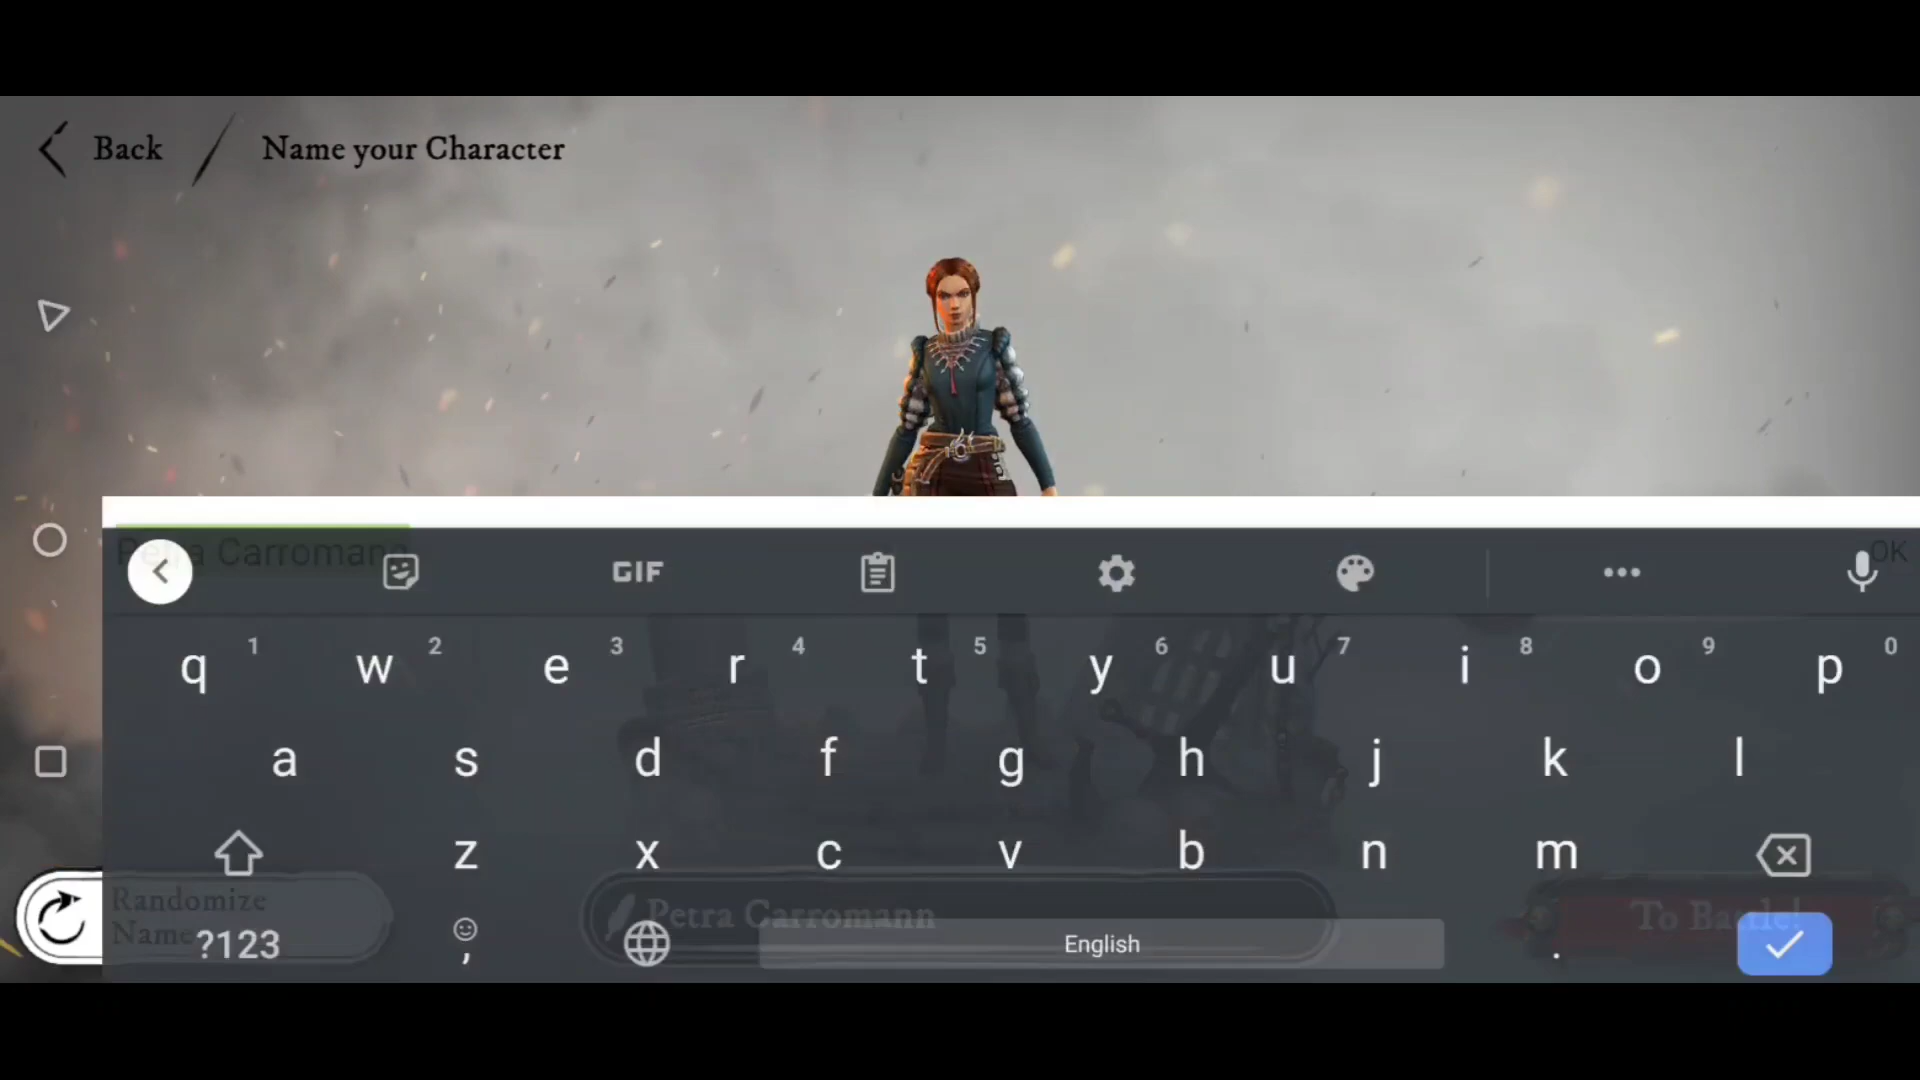 Back
Name your Character
Petra Carromann
OK
GIF
q 1 w 2 e 3 r 4 t 5 y 6 u 7 i 8 o 9 p 0
a s d f g h j k l
z x c v b n m
Randomize
Name
Petra Carromann
To Battle!
?123
,
English
.